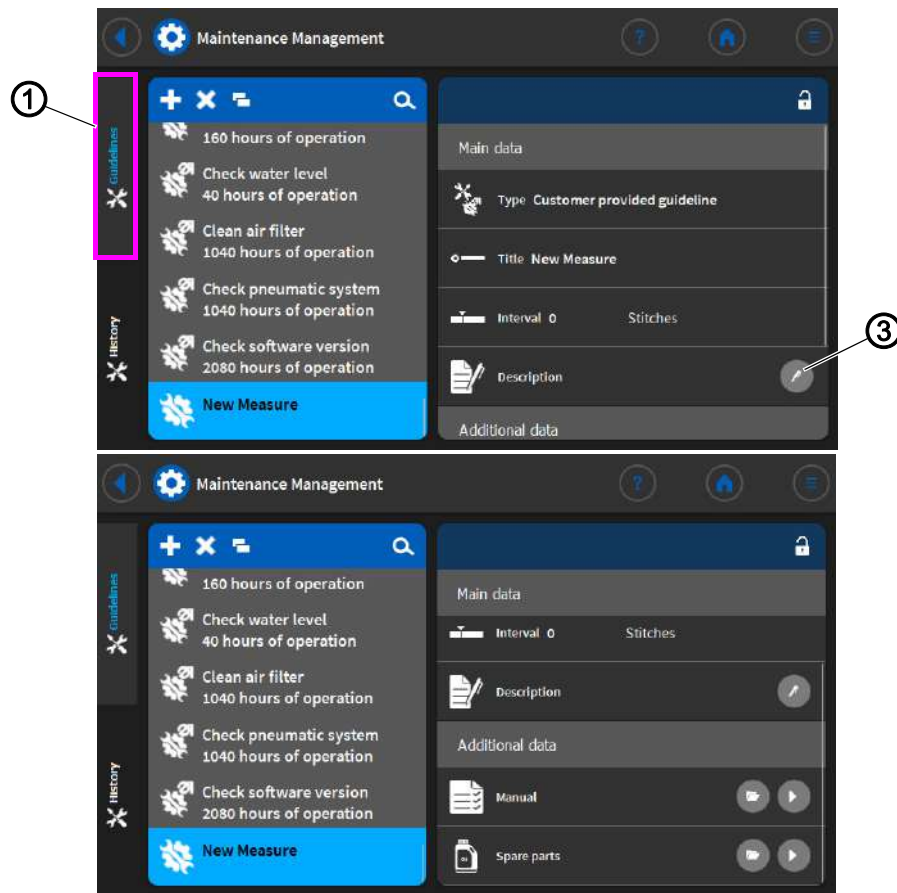 Maintenance Management
?
1
Guidelines
History
160 hours of operation
Check water level
40 hours of operation
Clean air filter
1040 hours of operation
Check pneumatic system
1040 hours of operation
Check software version
2080 hours of operation
New Measure
Main data
Type Customer provided guideline
Title New Measure
Interval 0 Stitches
3
Description
Additional data
Maintenance Management
?
Guidelines
History
160 hours of operation
Check water level
40 hours of operation
Clean air filter
1040 hours of operation
Check pneumatic system
1040 hours of operation
Check software version
2080 hours of operation
New Measure
Main data
Interval 0 Stitches
Description
Additional data
Manual
Spare parts